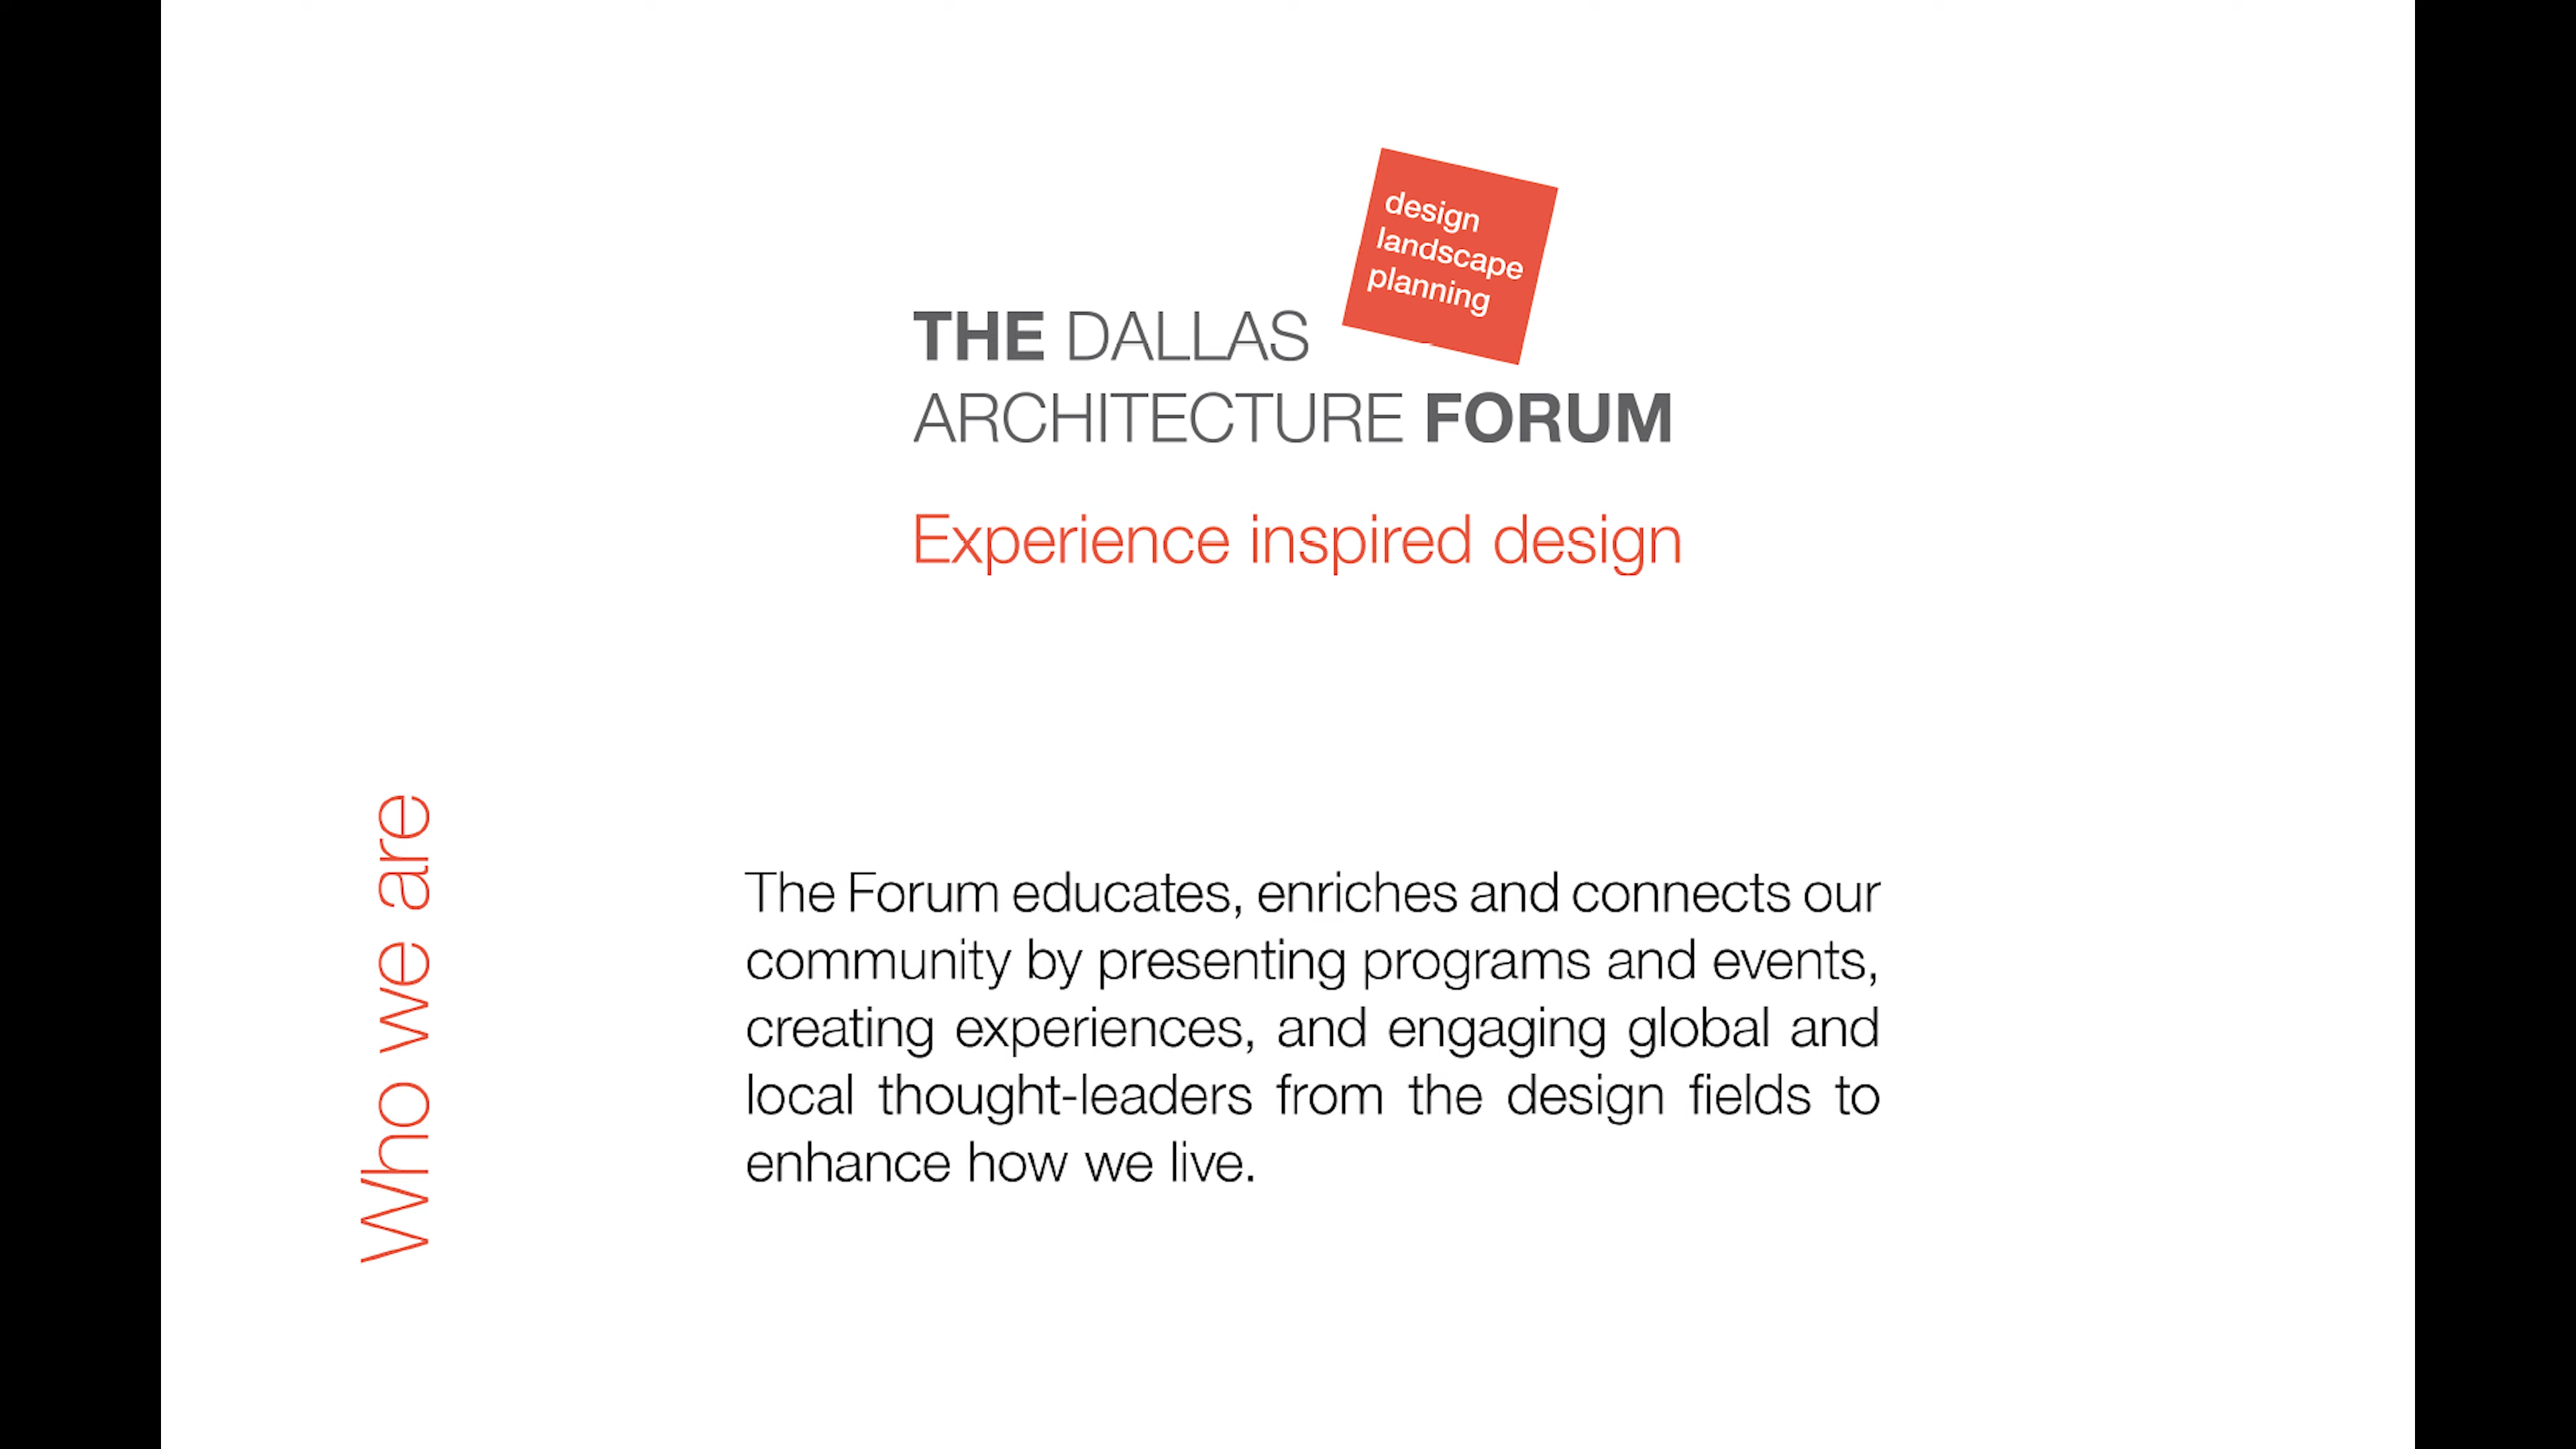 design
landscape
planning
THE DALLAS
ARCHITECTURE FORUM
Experience inspired design
Who we are
The Forum educates, enriches and connects our
community by presenting programs and events,
creating experiences, and engaging global and
local thought-leaders from the design fields to
enhance how we live.